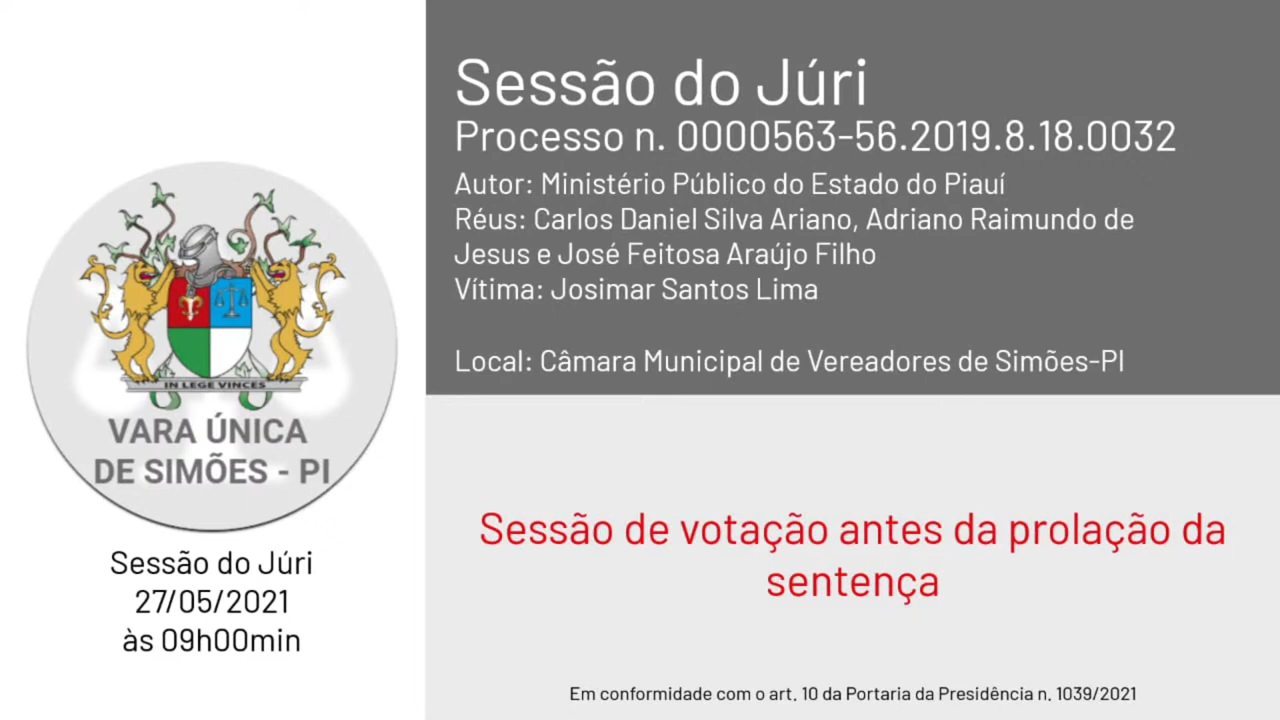 IN LEGE VINCES
VARA ÚNICA
DE SIMÕES - PI
Sessão do Júri
27/05/2021
às 09h00min
Sessão do Júri
Processo n. 0000563-56.2019.8.18.0032
Autor: Ministério Público do Estado do Piauí
Réus: Carlos Daniel Silva Ariano, Adriano Raimundo de
Jesus e José Feitosa Araújo Filho
Vítima: Josimar Santos Lima
Local: Câmara Municipal de Vereadores de Simões-PI
Sessão de votação antes da prolação da
sentença
Em conformidade com o art. 10 da Portaria da Presidência n. 1039/2021